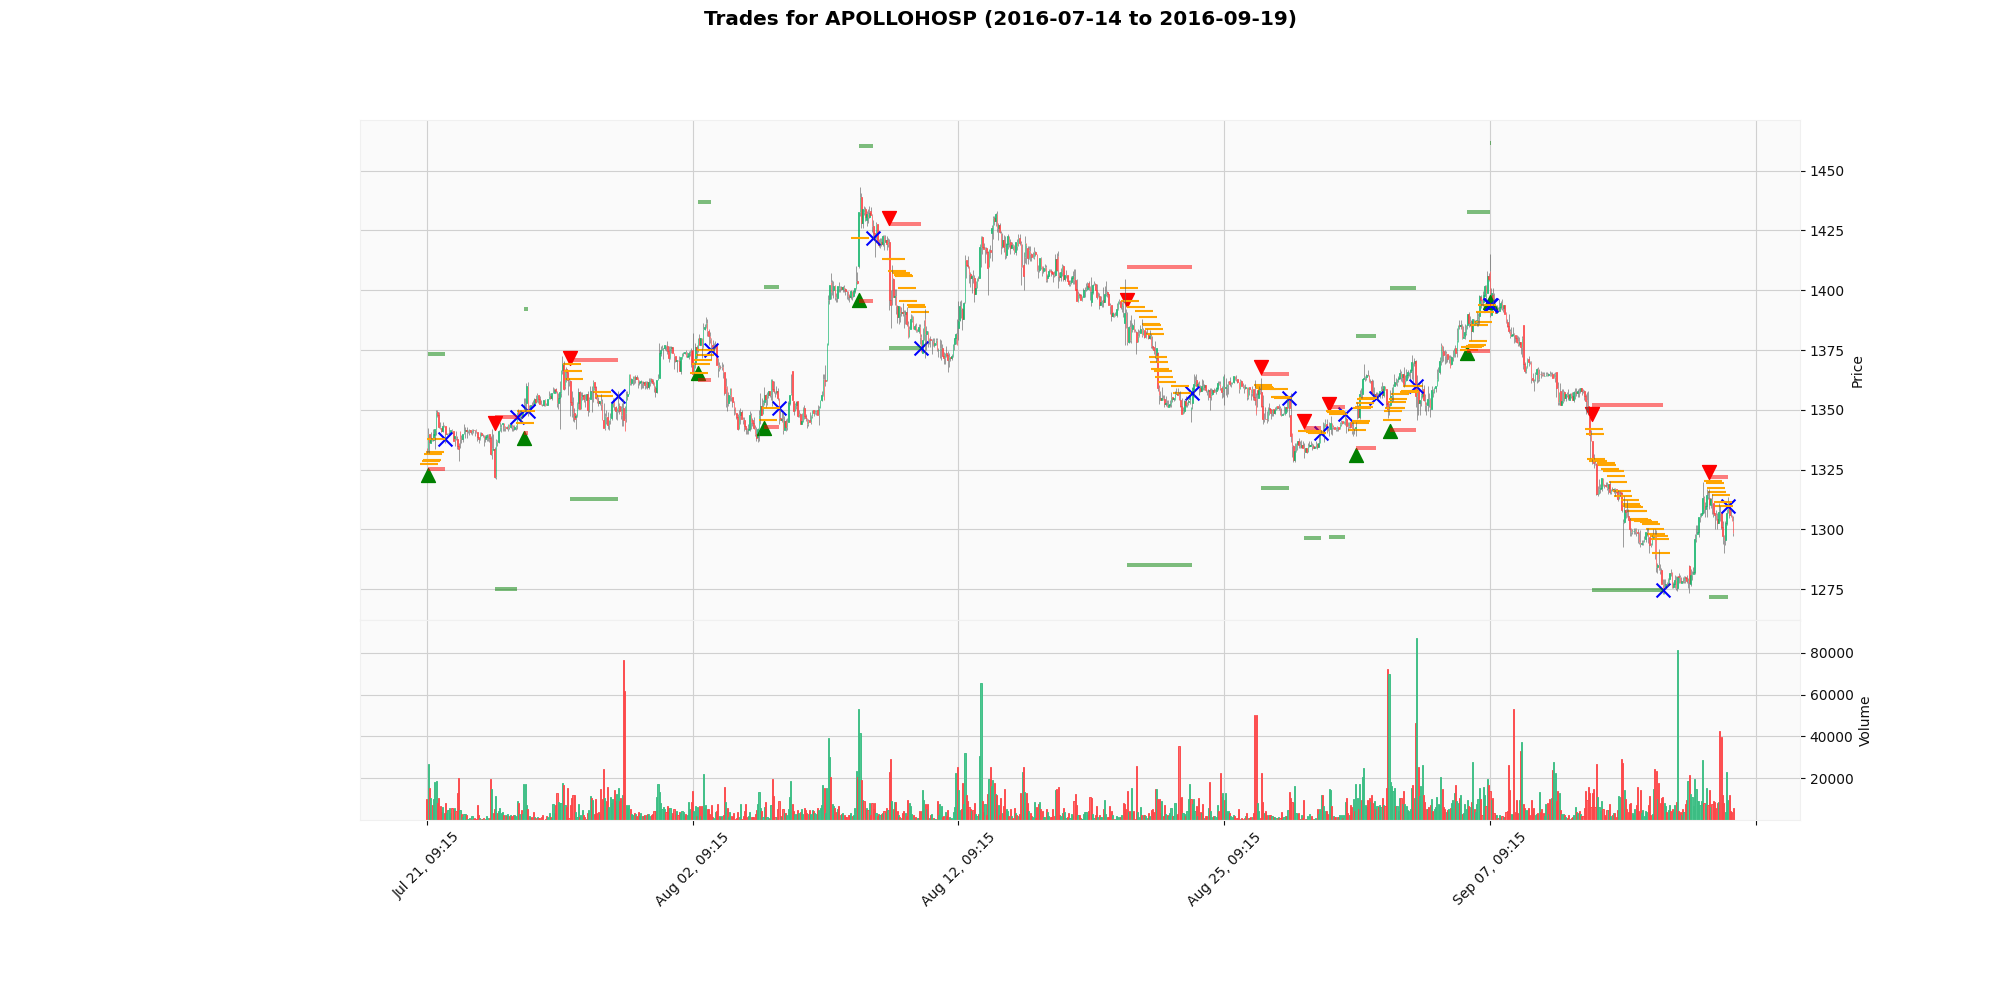 Trades for APOLLOHOSP (2016-07-14 to 2016-09-19)
1450
1425
1400
1375
1350
1325
1300
1275
Price
80000
60000
40000
20000
Volume
Jul 21, 09:15
Aug 02, 09:15
Aug 12, 09:15
Aug 25, 09:15
Sep 07, 09:15